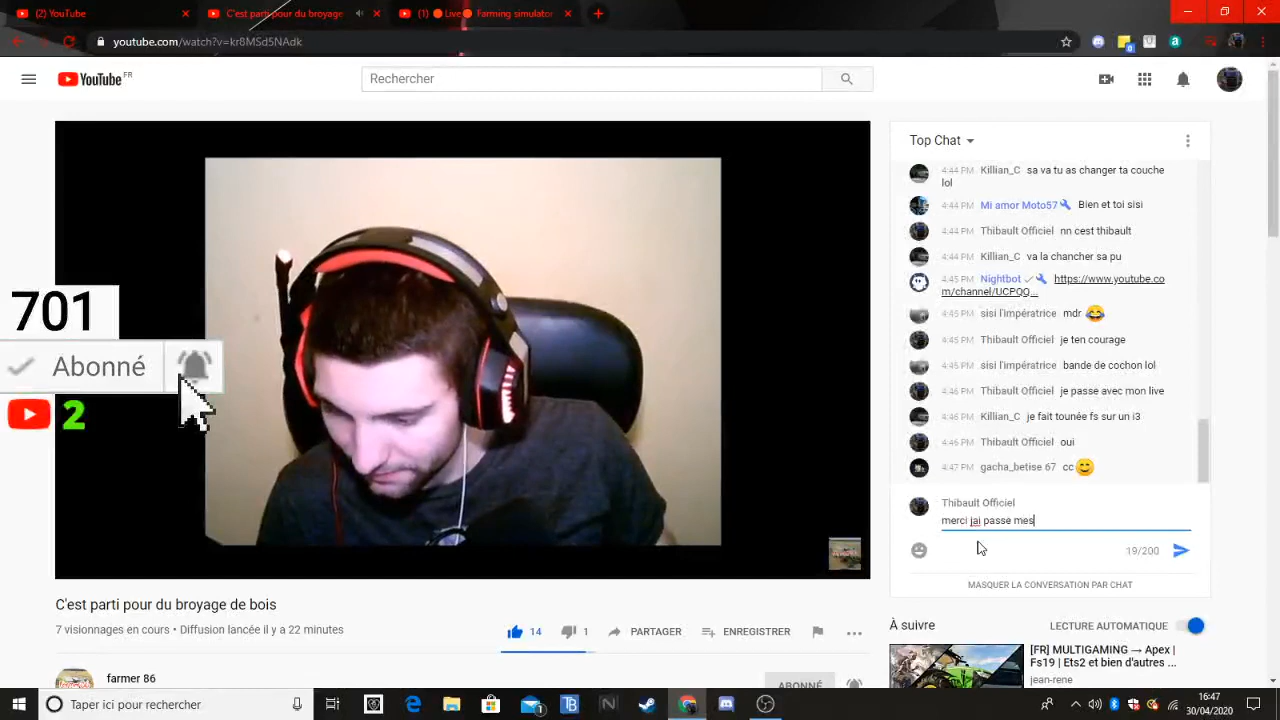 (2) YouTube
C'est parti pour du broyage
(1) 🔴Live🔴 Farming simulator
youtube.com/watch?v=kr8MSd5NAdk
YouTube FR
Rechercher
Top Chat
4:44 PM Killian_C sa va tu as changer ta couche
lol
4:44 PM Mi amor Moto57 Bien et toi sisi
4:44 PM Thibault Officiel nn cest thibault
4:44 PM Killian_C va la chancher sa pu
4:45 PM Nightbot https://www.youtube.co
m/channel/UCPQQ...
4:45 PM sisi l'impératrice mdr 😂
4:45 PM Thibault Officiel je ten courage
4:45 PM sisi l'impératrice bande de cochon lol
4:46 PM Thibault Officiel je passe avec mon live
4:46 PM Killian_C je fait tounée fs sur un i3
4:46 PM Thibault Officiel oui
4:47 PM gacha_betise 67 cc😊
Thibault Officiel
merci jai passe mes
19/200
MASQUER LA CONVERSATION PAR CHAT
701
Abonné
2
C'est parti pour du broyage de bois
7 visionnages en cours • Diffusion lancée il y a 22 minutes
14
1
PARTAGER
ENREGISTRER
farmer 86
ABONNÉ
À suivre
LECTURE AUTOMATIQUE
[FR] MULTIGAMING → Apex |
Fs19 | Ets2 et bien d'autres ...
jean-rene
Taper ici pour rechercher
16:47
30/04/2020